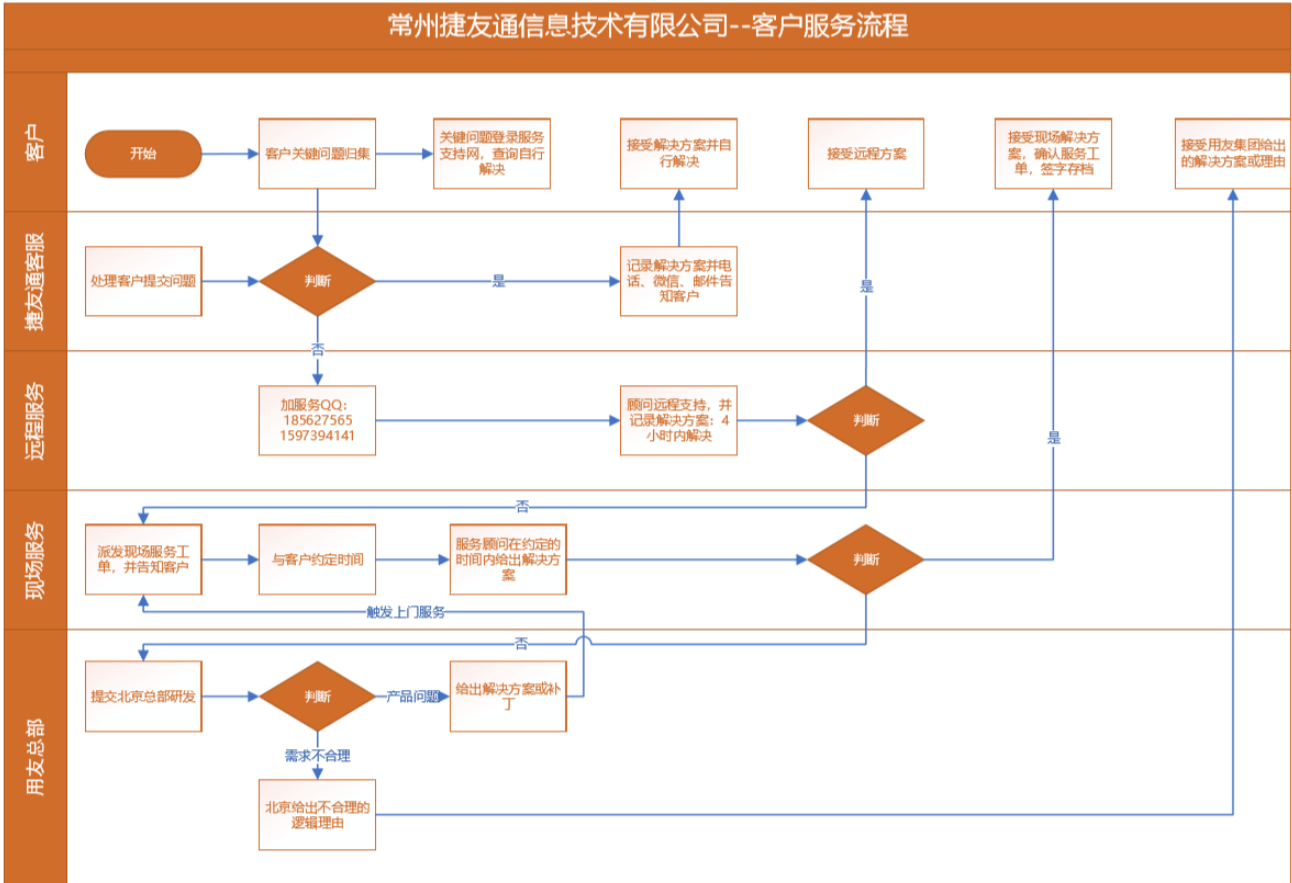 常州捷友通信息技术有限公司--客户服务流程
客户
开始
客户关键问题归集
关键问题登录服务
支持网，查询自行
解决
接受解决方案并自
行解决
接受远程方案
接受现场解决方
案，确认服务工
单，签字存档
接受用友集团给出
的解决方案或理由
捷友通客服
处理客户提交问题
判断
是
记录解决方案并电
话、微信、邮件告
知客户
是
否
远程服务
加服务QQ：
185627565
1597394141
顾问远程支持，并
记录解决方案：4
小时内解决
判断
是
否
现场服务
派发现场服务工
单，并告知客户
与客户约定时间
服务顾问在约定的
时间内给出解决方
案
判断
触发上门服务
否
用友总部
提交北京总部研发
判断
产品问题
给出解决方案或补
丁
需求不合理
北京给出不合理的
逻辑理由